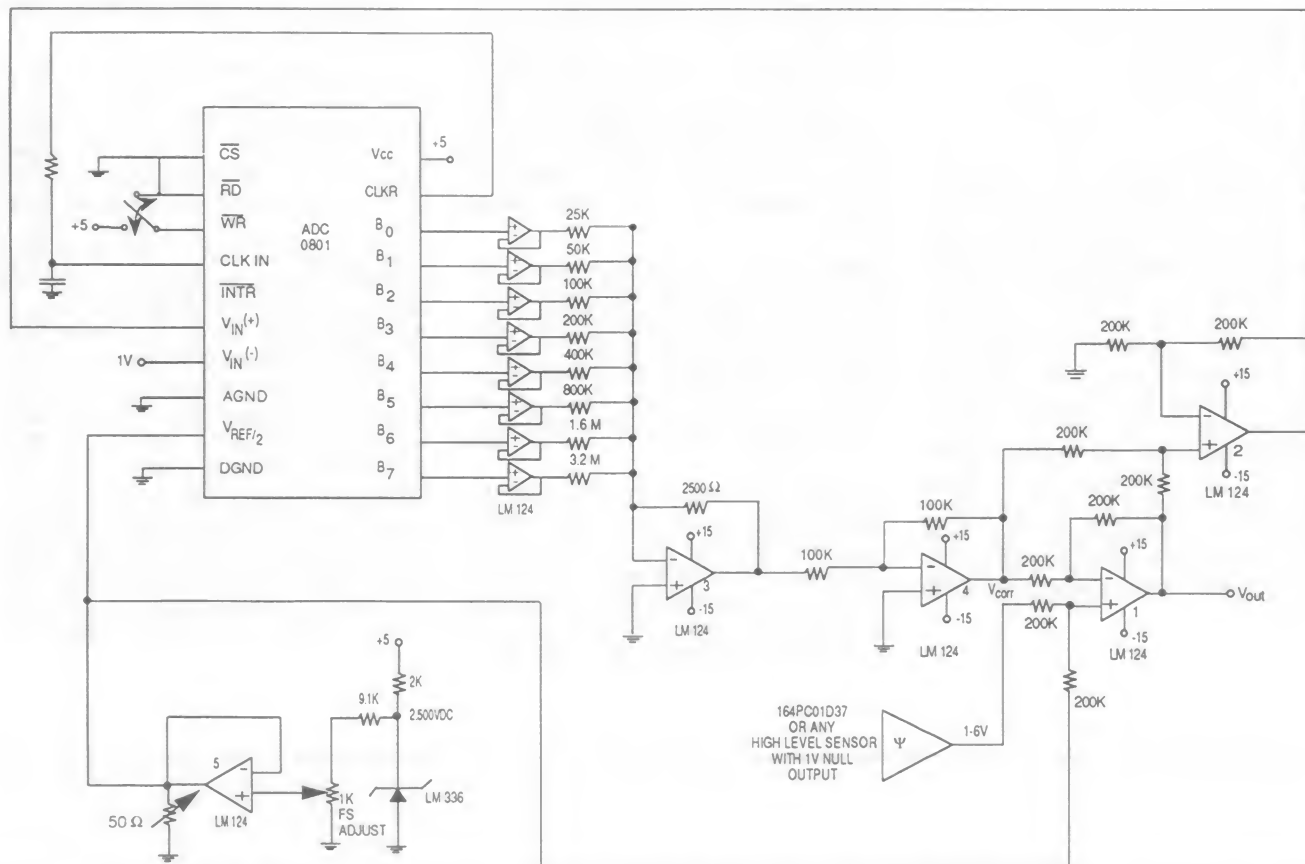 CS
RD
+5
WR
CLK IN
INTR
VIN(+)
1V
VIN(-)
AGND
VREF/2
DGND
ADC
0801
Vcc
+5
CLKR
B0
B1
B2
B3
B4
B5
B6
B7
25K
50K
100K
200K
400K
800K
1.6 M
3.2 M
LM 124
2500 Ω
+15
-
+
3
-15
LM 124
100K
100K
+15
-
+
4
-15
LM 124
Vcorr
200K
200K
200K
+15
-
+
1
-15
LM 124
Vout
200K
200K
200K
200K
200K
+15
-
+
2
-15
LM 124
164PC01D37
OR ANY
HIGH LEVEL SENSOR
WITH 1V NULL
OUTPUT
Ψ
1-6V
+5
2K
9.1K
2.500VDC
5
-
+
LM 124
50 Ω
1K
FS
ADJUST
LM 336